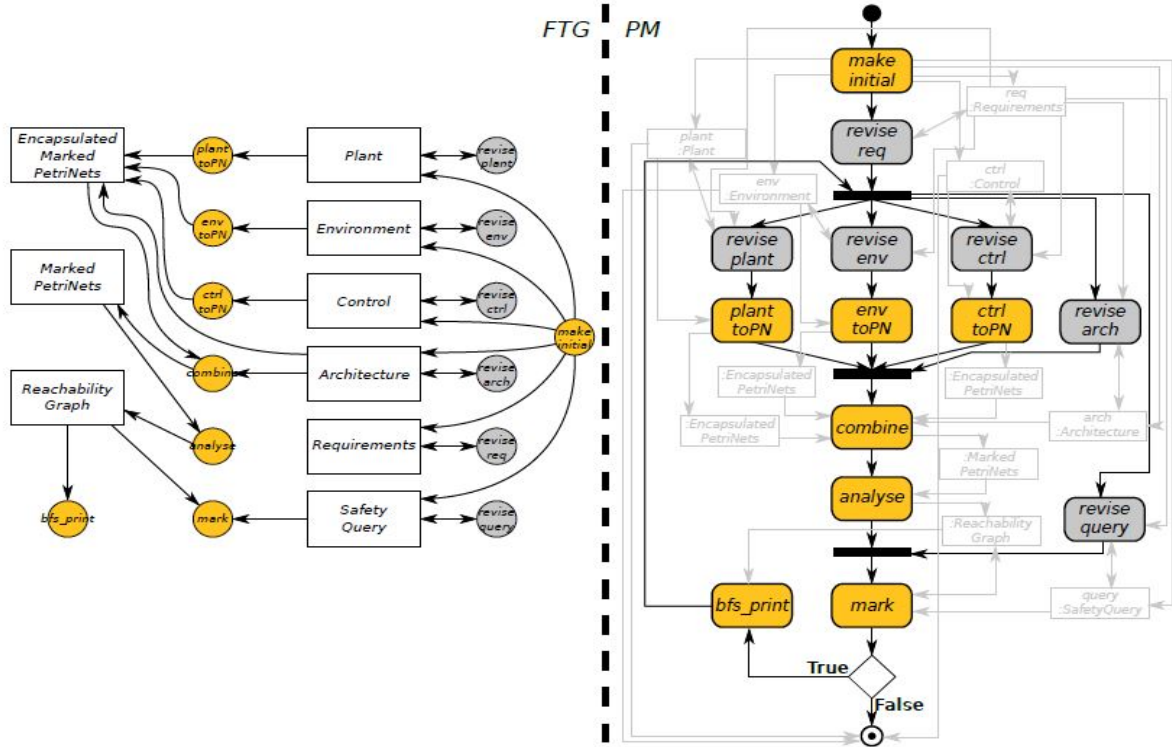 FTG
PM
Encapsulated
Marked
PetriNets
plant
toPN
Plant
revise
plant
env
toPN
Environment
revise
env
Marked
PetriNets
ctrl
toPN
Control
revise
ctrl
make
initial
Reachability
Graph
combine
Architecture
revise
arch
analyse
Requirements
revise
req
bfs_print
mark
Safety
Query
revise
query
make
initial
req
:Requirements
revise
req
plant
:Plant
env
:Environment
ctrl
:Control
revise
plant
revise
env
revise
ctrl
plant
toPN
env
toPN
ctrl
toPN
revise
arch
:Encapsulated
PetriNets
:Encapsulated
PetriNets
:Encapsulated
PetriNets
combine
arch
:Architecture
:Marked
PetriNets
analyse
revise
query
:Reachability
Graph
bfs_print
mark
query
:SafetyQuery
True
False